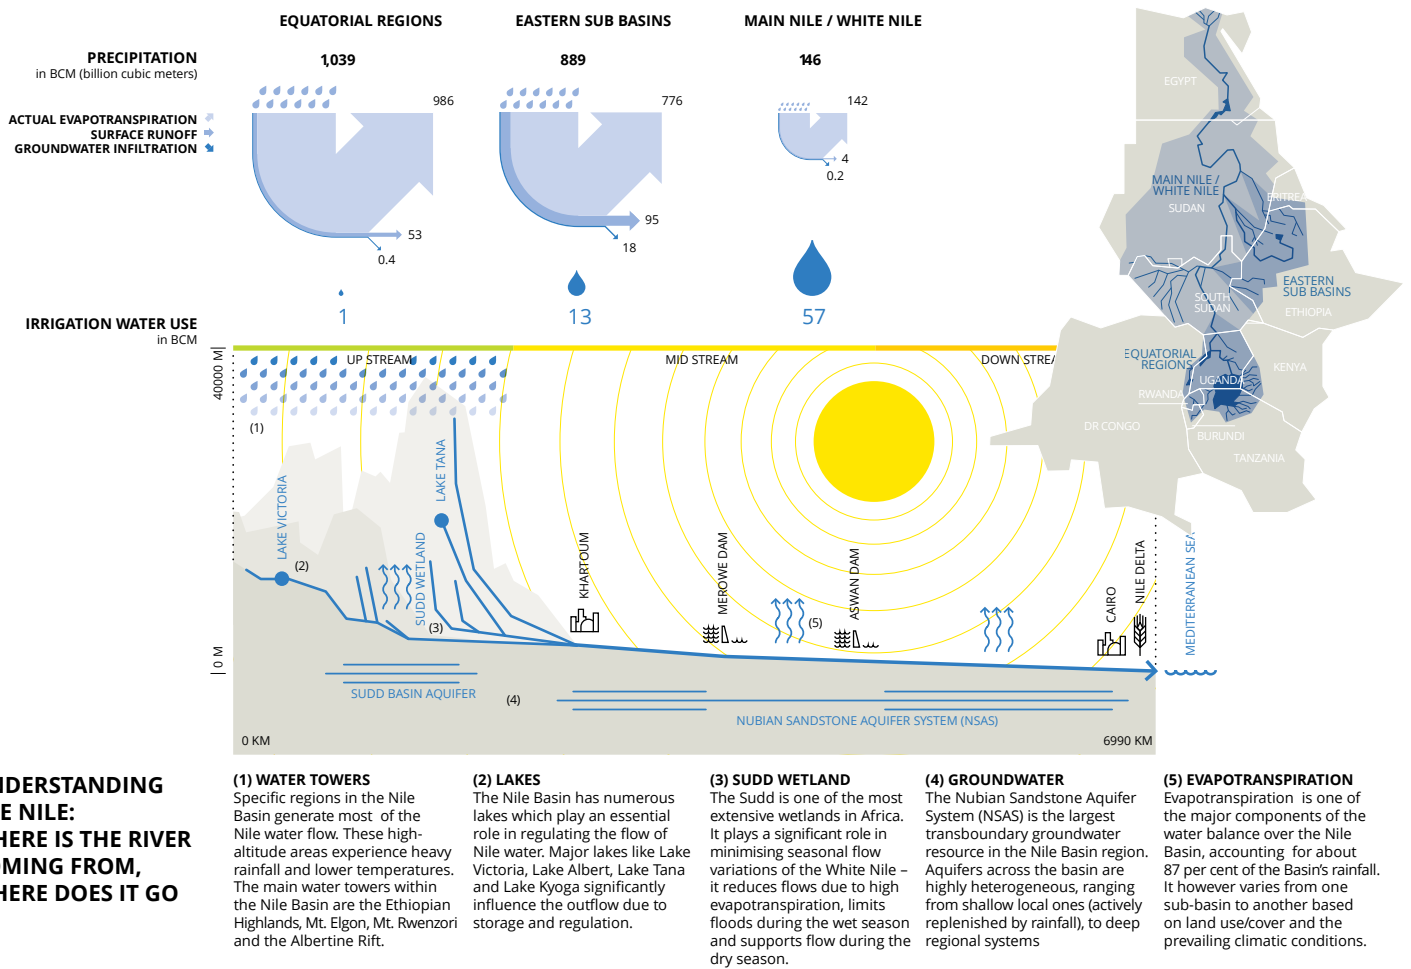 EQUATORIAL REGIONS
EASTERN SUB BASINS
MAIN NILE / WHITE NILE
PRECIPITATION
in BCM (billion cubic meters)
1,039
889
146
986
776
142
ACTUAL EVAPOTRANSPIRATION
SURFACE RUNOFF
GROUNDWATER INFILTRATION
53
0.4
95
18
4
0.2
IRRIGATION WATER USE
in BCM
1
13
57
EGYPT
MAIN NILE /
WHITE NILE
SUDAN
ERITREA
EASTERN
SUB BASINS
SOUTH
SUDAN
ETHIOPIA
EQUATORIAL
REGIONS
UGANDA
KENYA
RWANDA
DR CONGO
BURUNDI
TANZANIA
40000 M
0 M
UP STREAM
MID STREAM
DOWN STREA
(1)
LAKE VICTORIA
(2)
LAKE TANA
SUDD WETLAND
(3)
KHARTOUM
MEROWE DAM
(5)
ASWAN DAM
CAIRO
NILE DELTA
MEDITERRANEAN SEA
SUDD BASIN AQUIFER
(4)
NUBIAN SANDSTONE AQUIFER SYSTEM (NSAS)
0 KM
6990 KM
NDERSTANDING
E NILE:
HERE IS THE RIVER
OMING FROM,
HERE DOES IT GO
(1) WATER TOWERS
Specific regions in the Nile
Basin generate most of the
Nile water flow. These high-
altitude areas experience heavy
rainfall and lower temperatures.
The main water towers within
the Nile Basin are the Ethiopian
Highlands, Mt. Elgon, Mt. Rwenzori
and the Albertine Rift.
(2) LAKES
The Nile Basin has numerous
lakes which play an essential
role in regulating the flow of
Nile water. Major lakes like Lake
Victoria, Lake Albert, Lake Tana
and Lake Kyoga significantly
influence the outflow due to
storage and regulation.
(3) SUDD WETLAND
The Sudd is one of the most
extensive wetlands in Africa.
It plays a significant role in
minimising seasonal flow
variations of the White Nile –
it reduces flows due to high
evapotranspiration, limits
floods during the wet season
and supports flow during the
dry season.
(4) GROUNDWATER
The Nubian Sandstone Aquifer
System (NSAS) is the largest
transboundary groundwater
resource in the Nile Basin region.
Aquifers across the basin are
highly heterogeneous, ranging
from shallow local ones (actively
replenished by rainfall), to deep
regional systems
(5) EVAPOTRANSPIRATION
Evapotranspiration is one of
the major components of the
water balance over the Nile
Basin, accounting for about
87 per cent of the Basin's rainfall.
It however varies from one
sub-basin to another based
on land use/cover and the
prevailing climatic conditions.